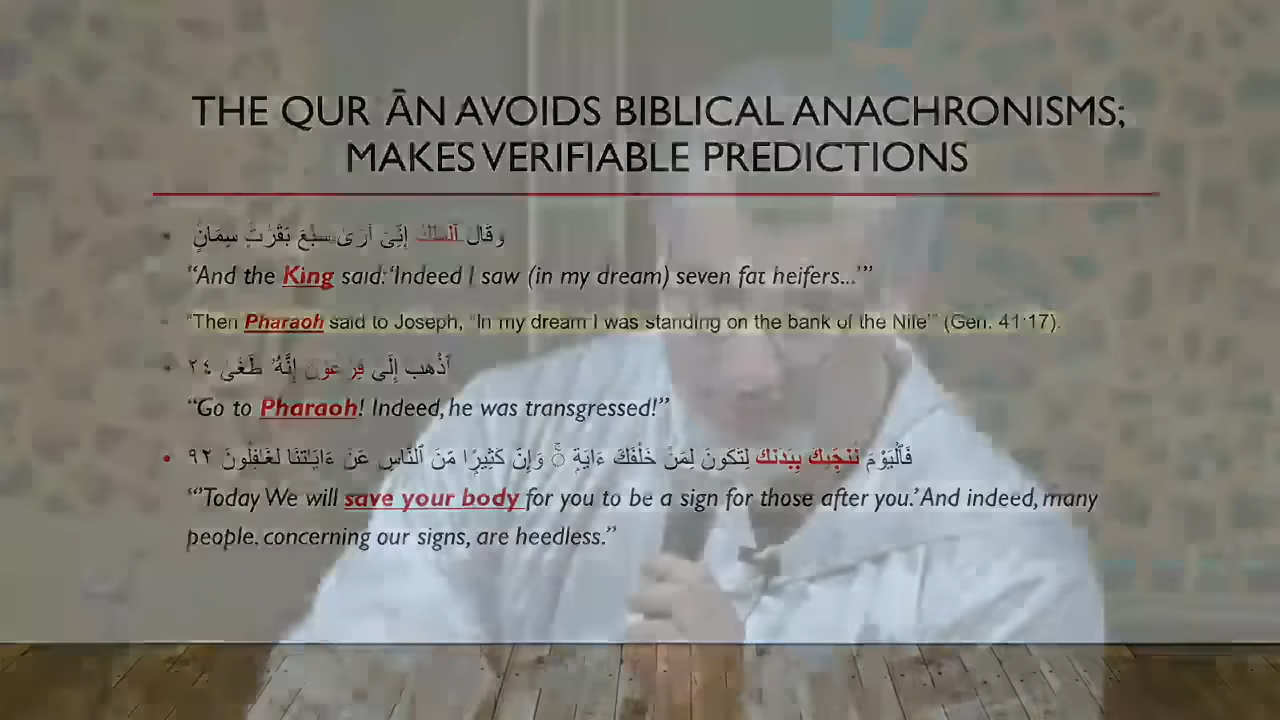 THE QUR ĀN AVOIDS BIBLICAL ANACHRONISMS;
MAKES VERIFIABLE PREDICTIONS
وَقَالَ ٱلْمَلِكُ إِنِّىٓ أَرَىٰ سَبْعَ بَقَرَٰتٍ سِمَانٍ
"And the King said: 'Indeed I saw (in my dream) seven fat heifers...'"
"Then Pharaoh said to Joseph, "In my dream I was standing on the bank of the Nile'" (Gen. 41:17).
ٱذْهَبْ إِلَىٰ فِرْعَوْنَ إِنَّهُۥ طَغَىٰ ٢٤
"Go to Pharaoh! Indeed, he was transgressed!"
فَٱلْيَوْمَ نُنَجِّيكَ بِبَدَنِكَ لِتَكُونَ لِمَنْ خَلْفَكَ ءَايَةً ۚ وَإِنَّ كَثِيرًا مِّنَ ٱلنَّاسِ عَنْ ءَايَـٰتِنَا لَغَـٰفِلُونَ ٩٢
"'Today We will save your body for you to be a sign for those after you.' And indeed, many
people, concerning our signs, are heedless."